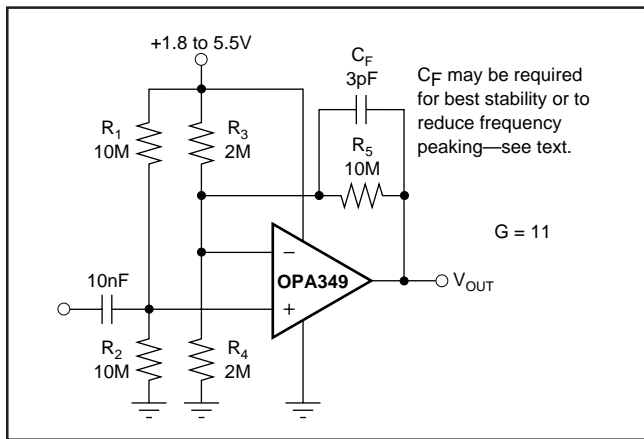 +1.8 to 5.5V
C_F
3pF
C_F may be required
for best stability or to
reduce frequency
peaking—see text.
R_1
10M
R_3
2M
R_5
10M
G = 11
−
OPA349
+
V_OUT
10nF
R_2
10M
R_4
2M